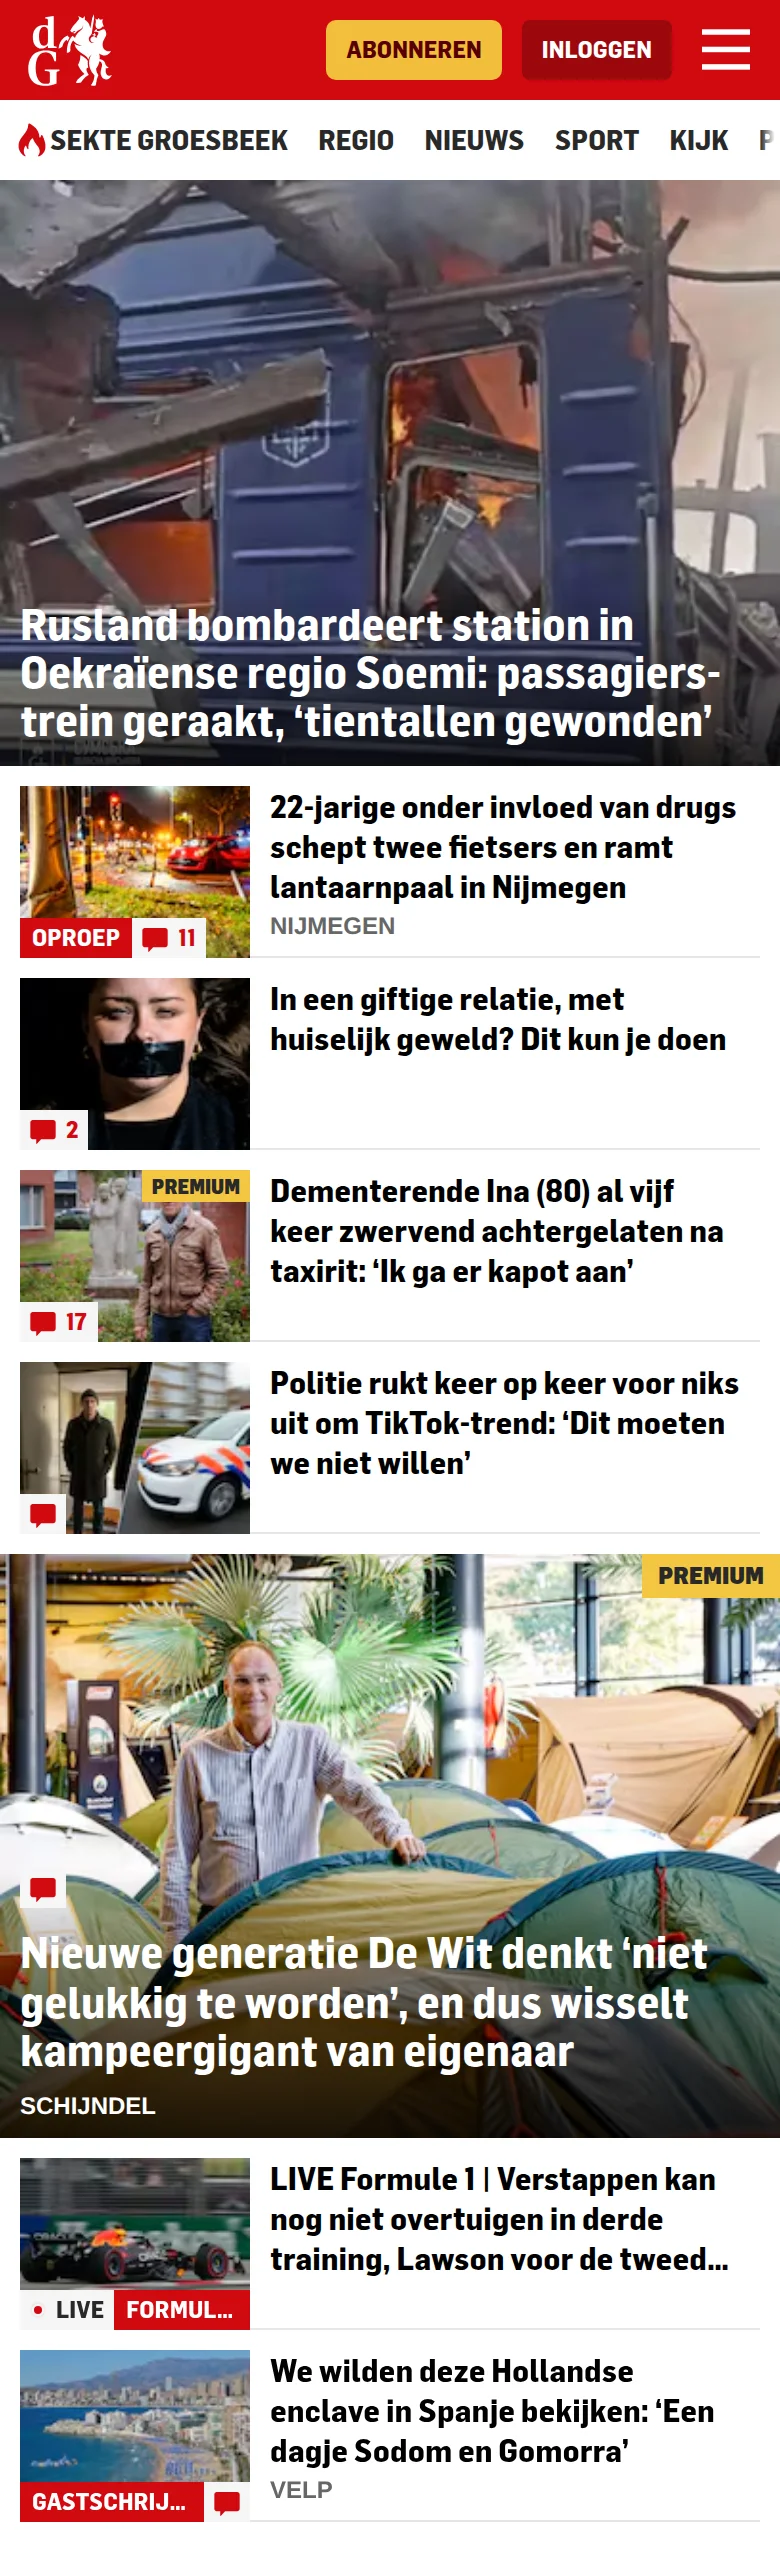 d
G
ABONNEREN
INLOGGEN
SEKTE GROESBEEK
REGIO
NIEUWS
SPORT
KIJK
P
Rusland bombardeert station in
Oekraïense regio Soemi: passagiers-
trein geraakt, ‘tientallen gewonden’
22-jarige onder invloed van drugs
schept twee fietsers en ramt
lantaarnpaal in Nijmegen
NIJMEGEN
OPROEP
11
In een giftige relatie, met
huiselijk geweld? Dit kun je doen
2
PREMIUM
Dementerende Ina (80) al vijf
keer zwervend achtergelaten na
taxirit: ‘Ik ga er kapot aan’
17
Politie rukt keer op keer voor niks
uit om TikTok-trend: ‘Dit moeten
we niet willen’
PREMIUM
Nieuwe generatie De Wit denkt ‘niet
gelukkig te worden’, en dus wisselt
kampeergigant van eigenaar
SCHIJNDEL
LIVE Formule 1 | Verstappen kan
nog niet overtuigen in derde
training, Lawson voor de tweed...
LIVE
FORMUL...
We wilden deze Hollandse
enclave in Spanje bekijken: ‘Een
dagje Sodom en Gomorra’
VELP
GASTSCHRIJ...